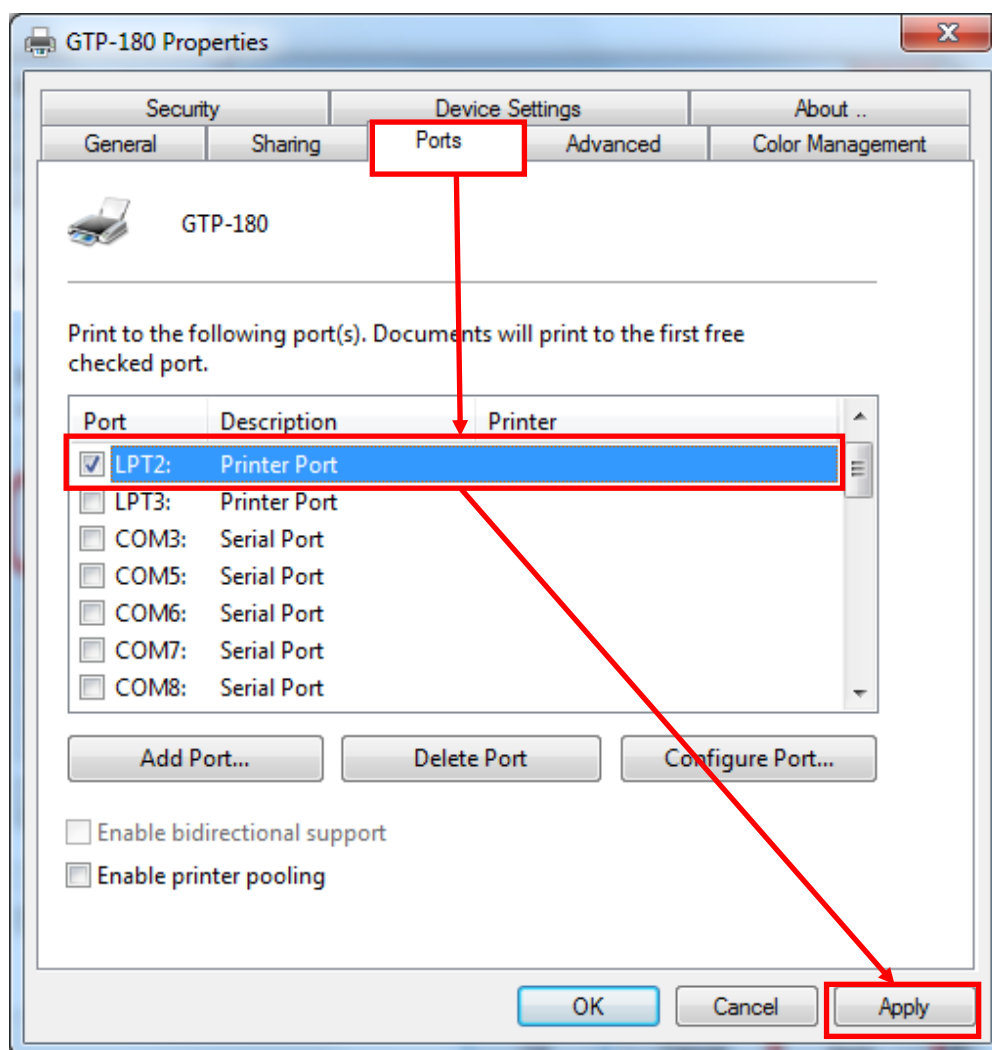 GTP-180 Properties
Security Device Settings About ..
General Sharing Ports Advanced Color Management
GTP-180
Print to the following port(s). Documents will print to the first free
checked port.
Port Description Printer
LPT2: Printer Port
LPT3: Printer Port
COM3: Serial Port
COM5: Serial Port
COM6: Serial Port
COM7: Serial Port
COM8: Serial Port
Add Port... Delete Port Configure Port...
Enable bidirectional support
Enable printer pooling
OK Cancel Apply